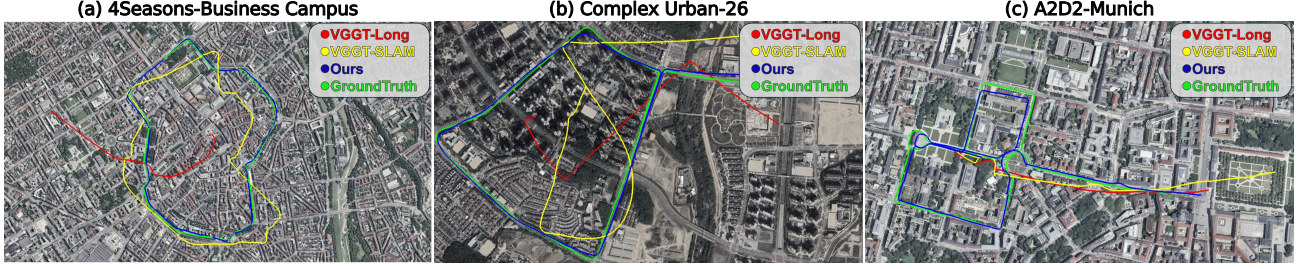 (a) 4Seasons-Business Campus
VGGT-Long
VGGT-SLAM
Ours
GroundTruth
(b) Complex Urban-26
VGGT-Long
VGGT-SLAM
Ours
GroundTruth
(c) A2D2-Munich
VGGT-Long
VGGT-SLAM
Ours
GroundTruth